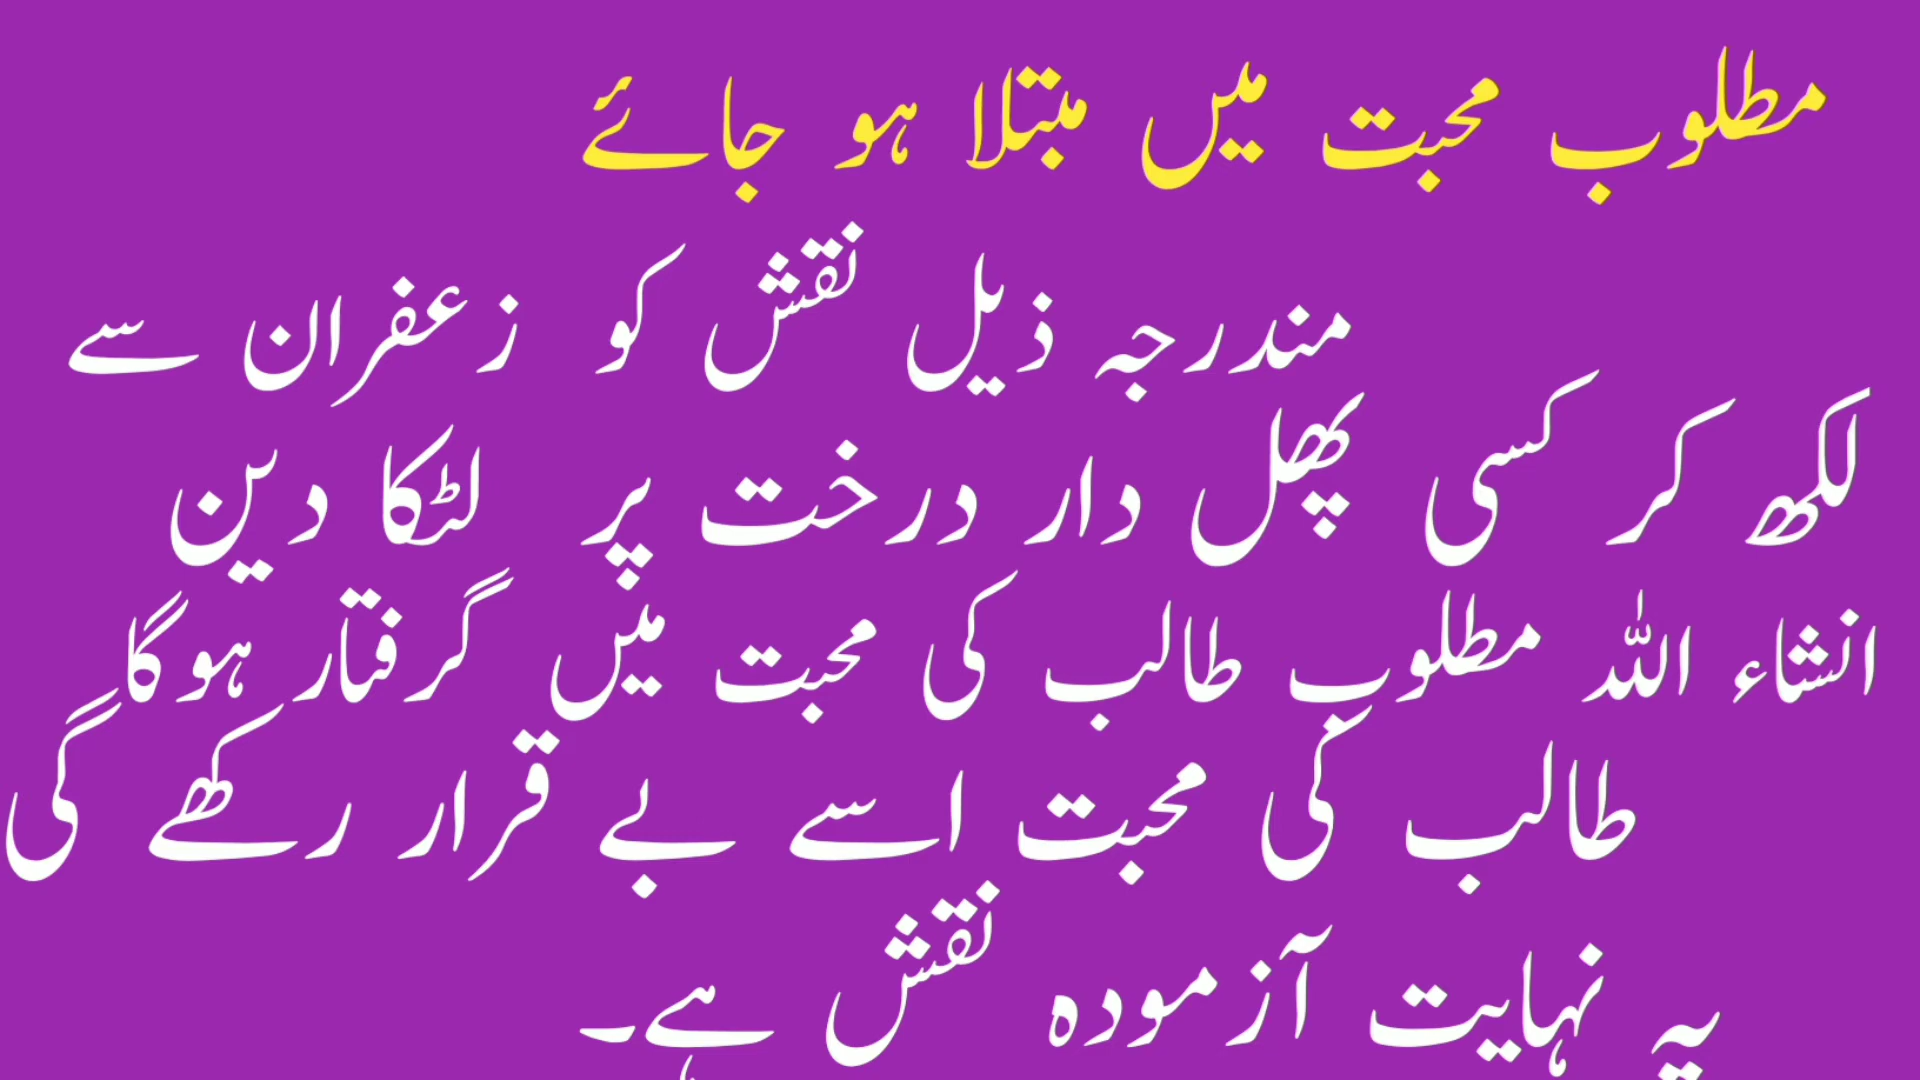 مطلوب محبت میں مبتلا ہو جائے
مندرجہ ذیل نقش کو زعفران سے
لکھ کر کسی پھل دار درخت پر لٹکا دین
انشاء اللہ مطلوب طالب کی محبت میں گرفتار ہوگا
طالب کی محبت اسے بے قرار رکھے گی
یہ نہایت آزمودہ نقش ہے۔